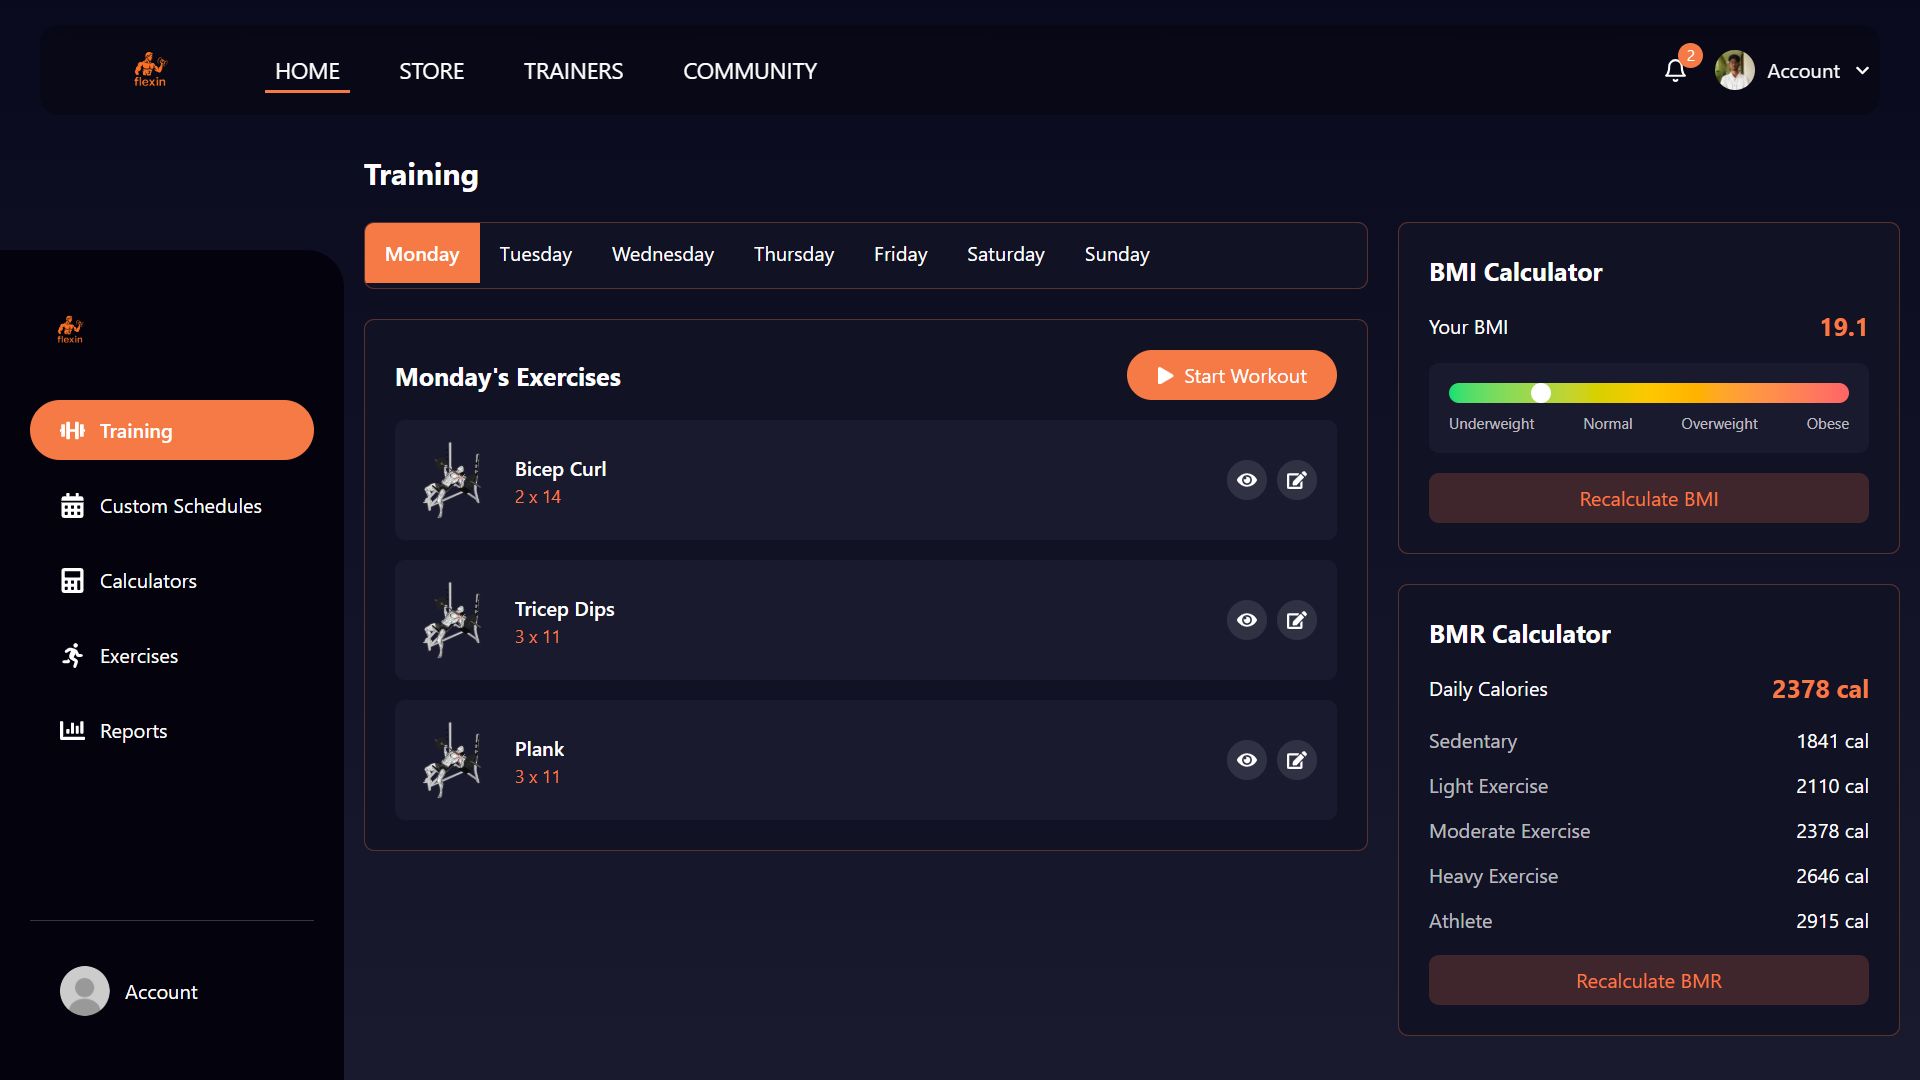 flexin
HOME
STORE
TRAINERS
COMMUNITY
2
Account
Training
Monday
Tuesday
Wednesday
Thursday
Friday
Saturday
Sunday
flexin
Training
Custom Schedules
Calculators
Exercises
Reports
Account
Monday's Exercises
Start Workout
Bicep Curl
2 x 14
Tricep Dips
3 x 11
Plank
3 x 11
BMI Calculator
Your BMI
19.1
Underweight
Normal
Overweight
Obese
Recalculate BMI
BMR Calculator
Daily Calories
2378 cal
Sedentary
1841 cal
Light Exercise
2110 cal
Moderate Exercise
2378 cal
Heavy Exercise
2646 cal
Athlete
2915 cal
Recalculate BMR